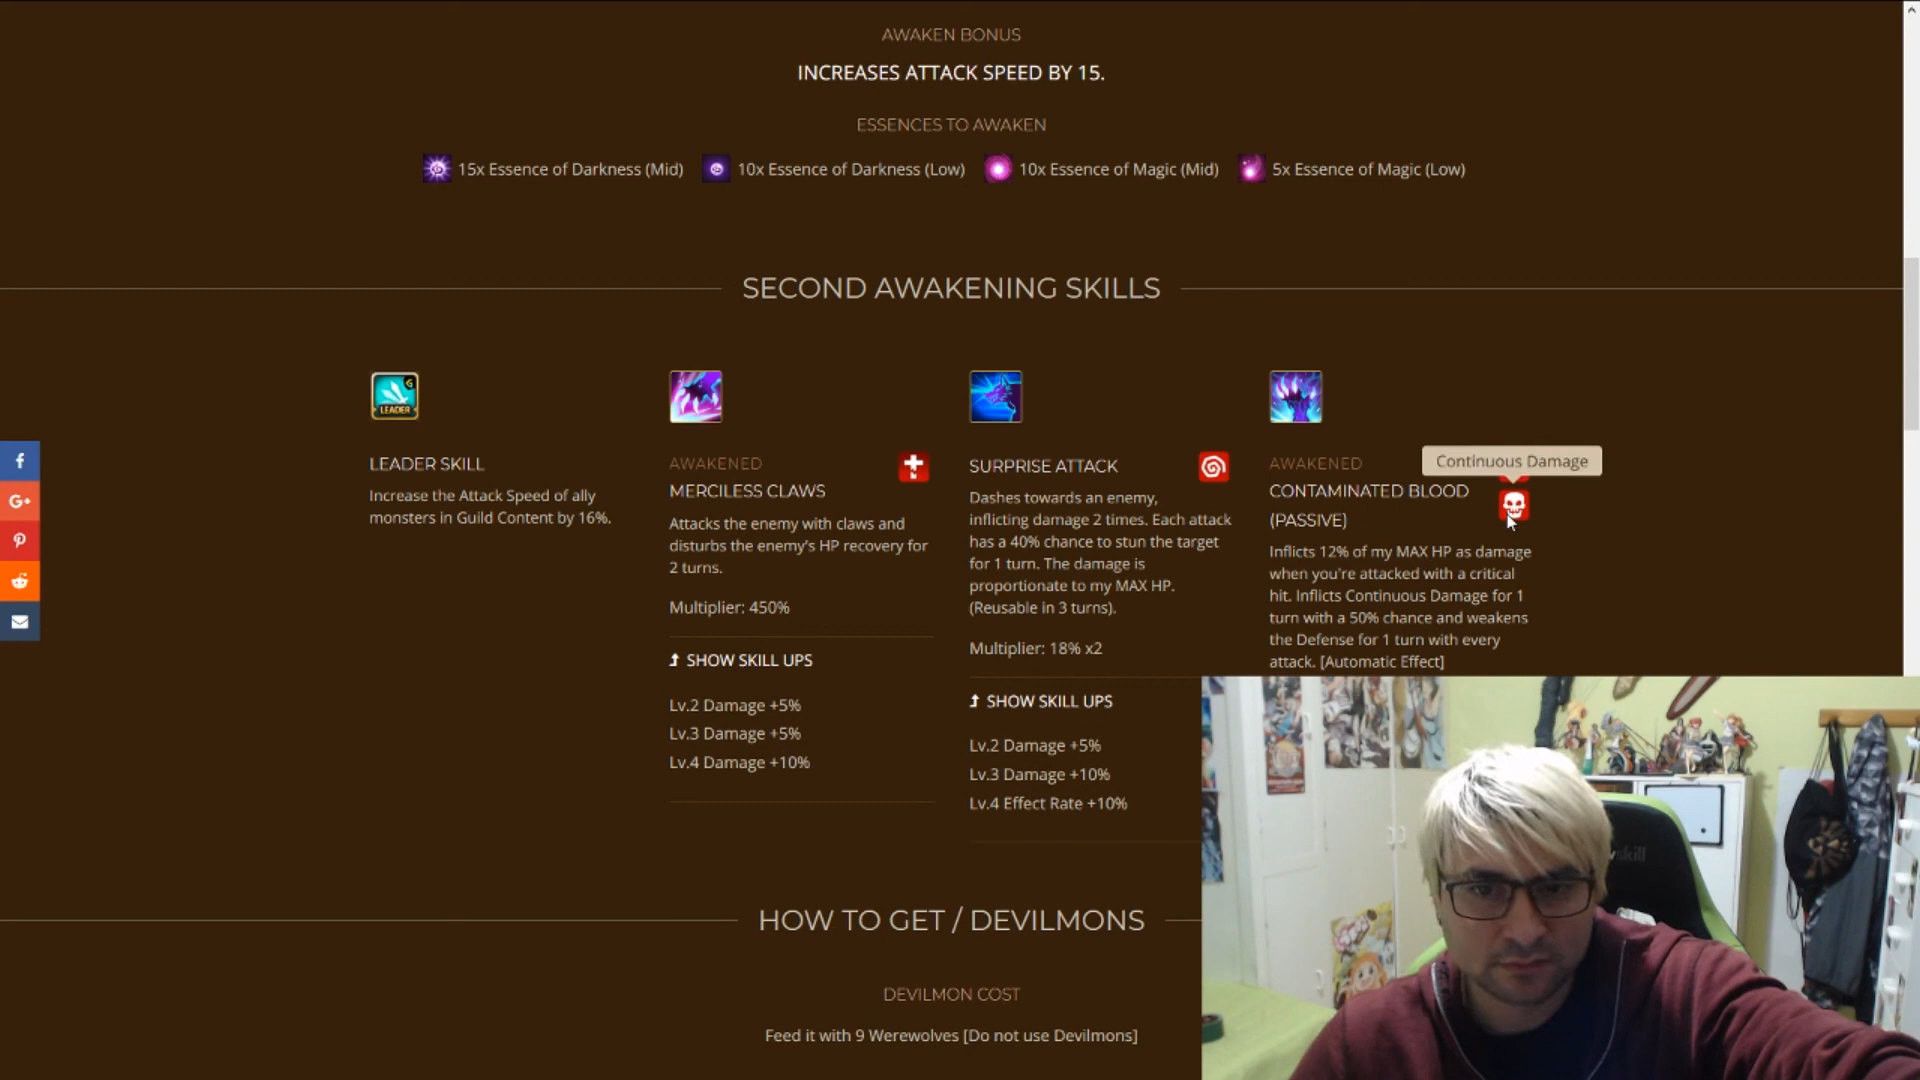 AWAKEN BONUS
INCREASES ATTACK SPEED BY 15.
ESSENCES TO AWAKEN
15x Essence of Darkness (Mid) 10x Essence of Darkness (Low) 10x Essence of Magic (Mid) 5x Essence of Magic (Low)
SECOND AWAKENING SKILLS
G
LEADER
LEADER SKILL
Increase the Attack Speed of ally
monsters in Guild Content by 16%.
AWAKENED
MERCILESS CLAWS
Attacks the enemy with claws and
disturbs the enemy's HP recovery for
2 turns.
Multiplier: 450%
SHOW SKILL UPS
Lv.2 Damage +5%
Lv.3 Damage +5%
Lv.4 Damage +10%
SURPRISE ATTACK
Dashes towards an enemy,
inflicting damage 2 times. Each attack
has a 40% chance to stun the target
for 1 turn. The damage is
proportionate to my MAX HP.
(Reusable in 3 turns).
Multiplier: 18% x2
SHOW SKILL UPS
Lv.2 Damage +5%
Lv.3 Damage +10%
Lv.4 Effect Rate +10%
Continuous Damage
AWAKENED
CONTAMINATED BLOOD
(PASSIVE)
Inflicts 12% of my MAX HP as damage
when you're attacked with a critical
hit. Inflicts Continuous Damage for 1
turn with a 50% chance and weakens
the Defense for 1 turn with every
attack. [Automatic Effect]
f
G+
HOW TO GET / DEVILMONS
DEVILMON COST
Feed it with 9 Werewolves [Do not use Devilmons]